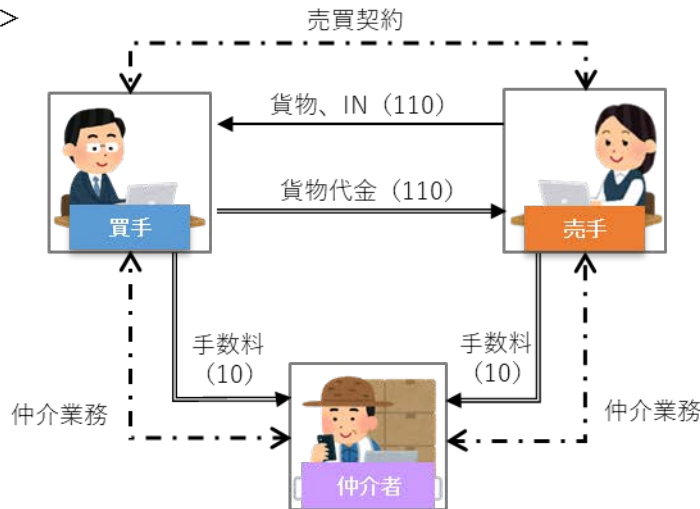 >
売買契約
貨物、IN（110）
貨物代金（110）
買手
売手
手数料
（10）
手数料
（10）
仲介業務
仲介業務
仲介者